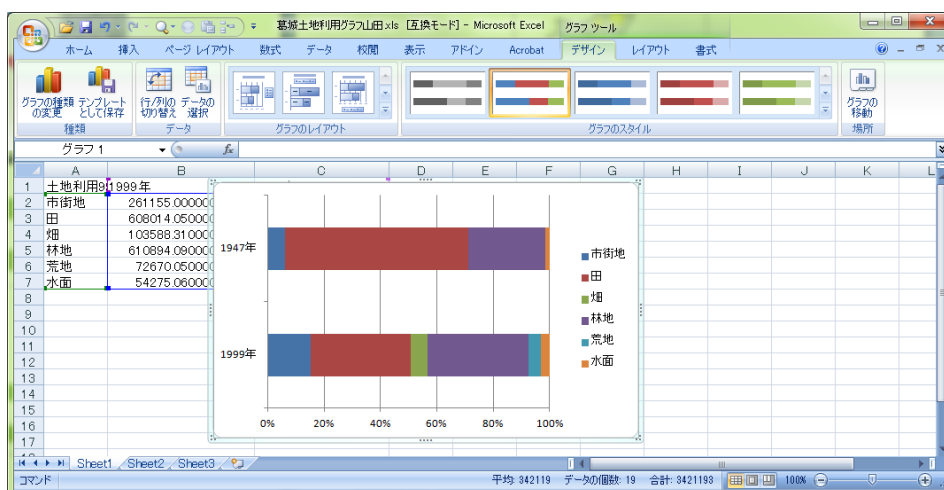 葛城土地利用グラフ山田.xls [互換モード] - Microsoft Excel グラフ ツール
ホーム 挿入 ページ レイアウト 数式 データ 校閲 表示 アドイン Acrobat デザイン レイアウト 書式
グラフの種類の変更 テンプレートとして保存 行/列の切り替え データの選択 グラフの移動
種類 データ グラフのレイアウト グラフのスタイル 場所
グラフ 1 fx
A B C D E F G H I J K L
1 土地利用9 1999年
2 市街地 261155.00000
3 田 608014.05000
4 畑 103588.31000
5 林地 610894.09000
6 荒地 72670.05000
7 水面 54275.06000
8
9
10
11
12
13
14
15
16
17
1947年
1999年
0% 20% 40% 60% 80% 100%
市街地
田
畑
林地
荒地
水面
Sheet1 Sheet2 Sheet3
コマンド 平均: 342119 データの個数: 19 合計: 3421193 100%